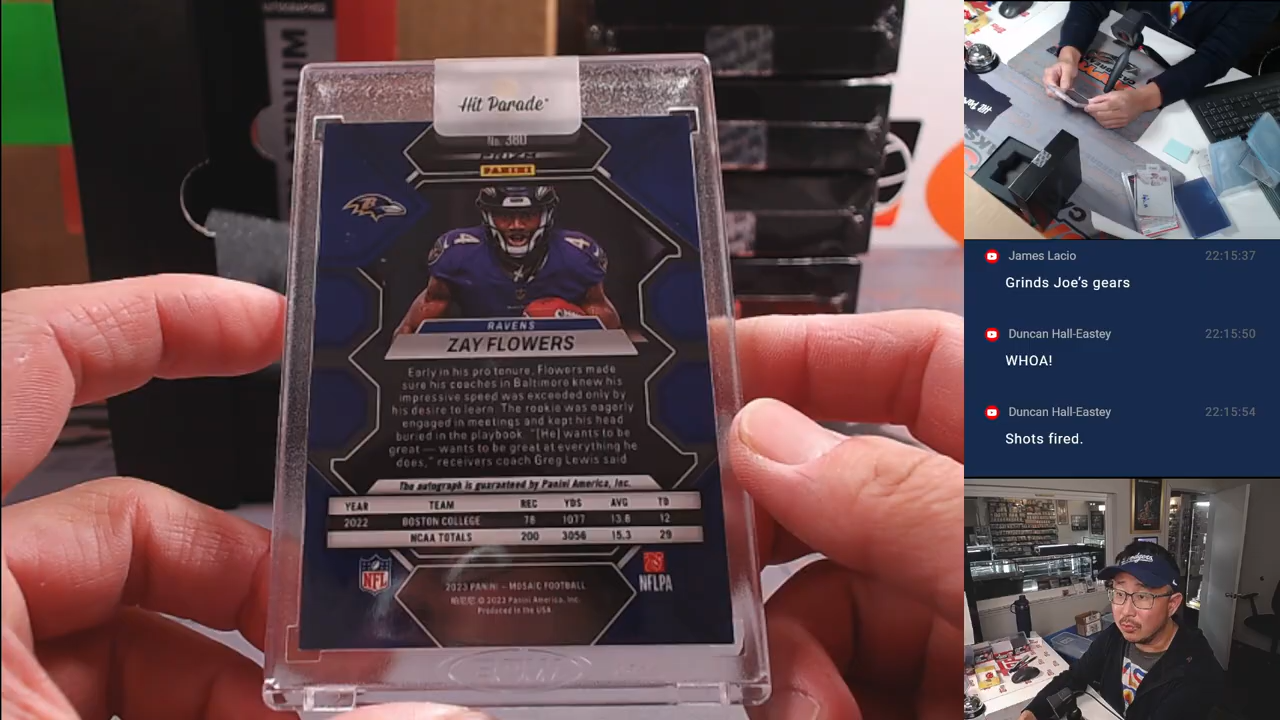 Hit Parade
No. 380
PANINI
RAVENS
ZAY FLOWERS
Early in his pro tenure, Flowers made
sure his coaches in Baltimore knew his
impressive speed was exceeded only by
his desire to learn. The rookie was eagerly
engaged in meetings and kept his head
buried in the playbook. "[He] wants to be
great — wants to be great at everything he
does," receivers coach Greg Lewis said
The autograph is guaranteed by Panini America, Inc.
YEAR TEAM REC YDS AVG TD
2022 BOSTON COLLEGE 78 1077 13.8 12
NCAA TOTALS 200 3056 15.3 29
NFL
NFLPA
2023 PANINI – MOSAIC FOOTBALL
© 2023 Panini America, Inc.
Produced in the USA
James Lacio 22:15:37
Grinds Joe's gears
Duncan Hall-Eastey 22:15:50
WHOA!
Duncan Hall-Eastey 22:15:54
Shots fired.